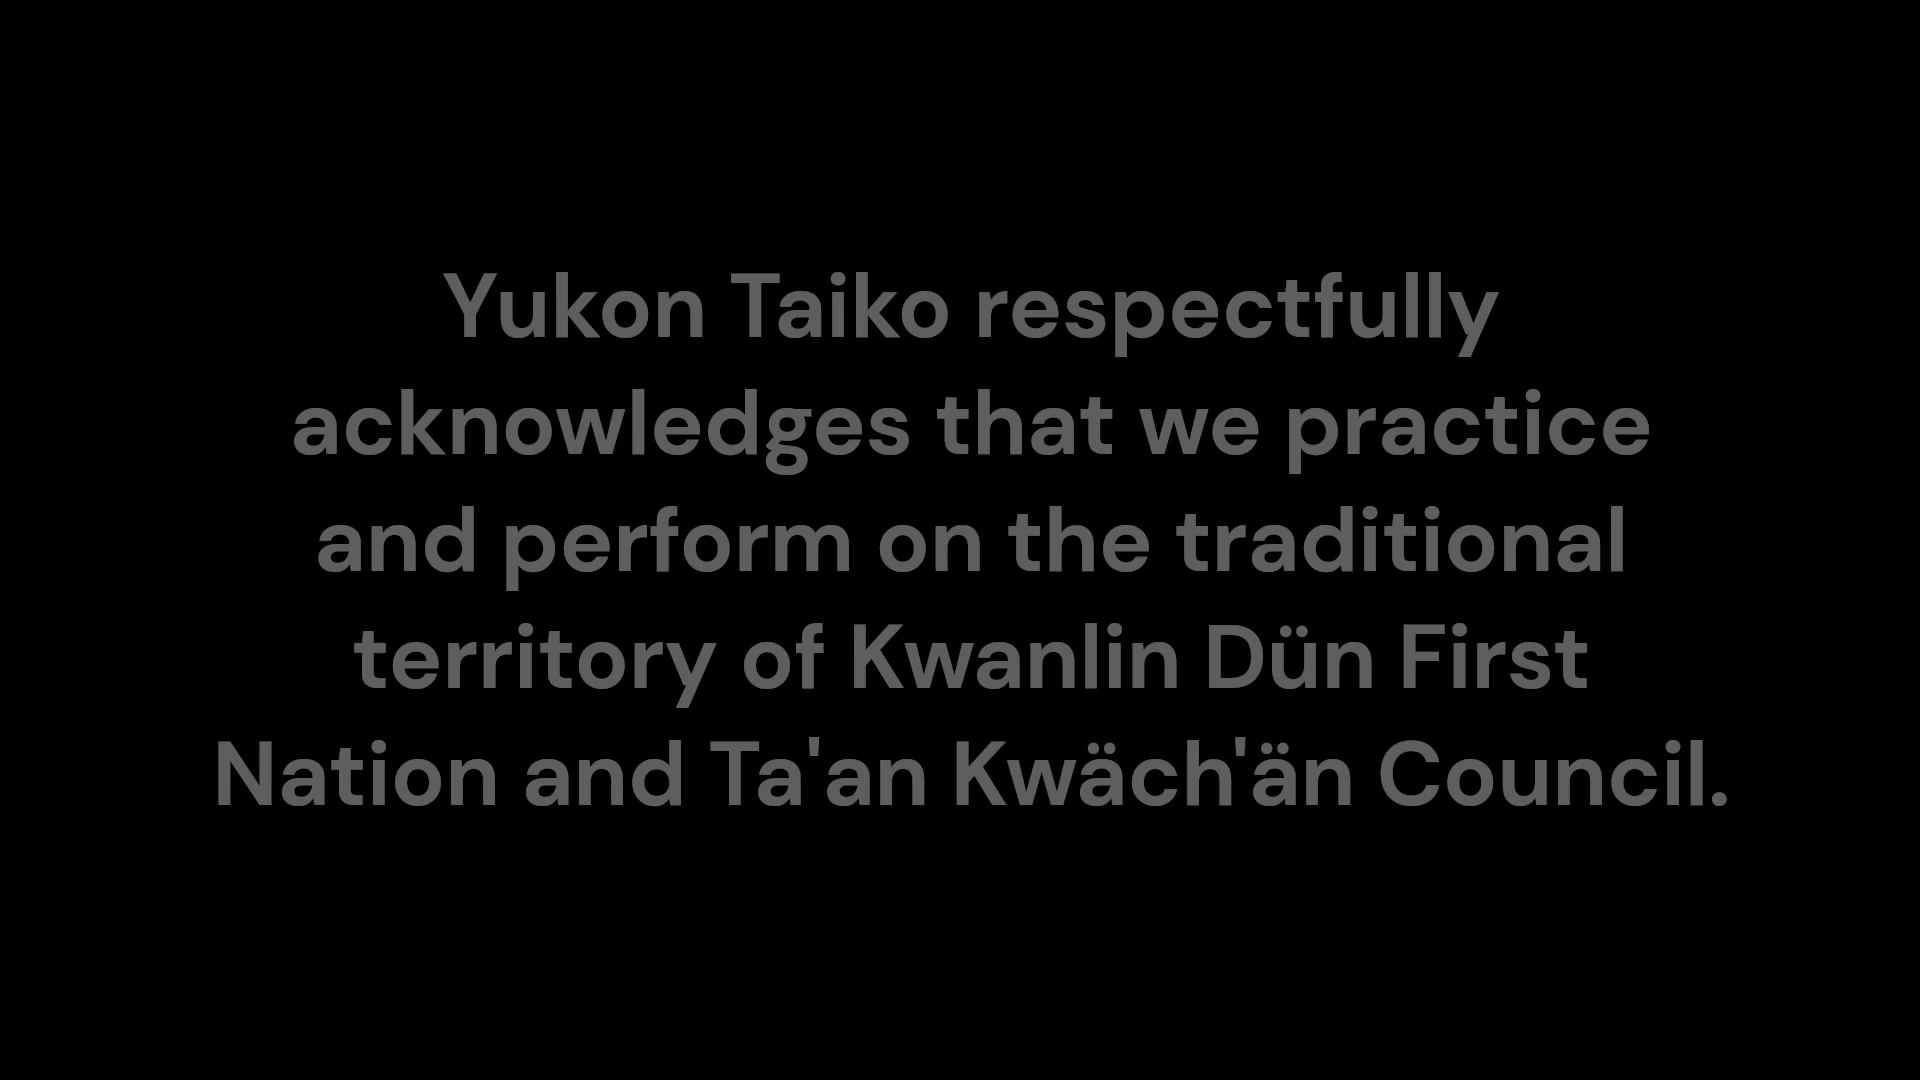 Yukon Taiko respectfully
acknowledges that we practice
and perform on the traditional
territory of Kwanlin Dün First
Nation and Ta'an Kwäch'än Council.